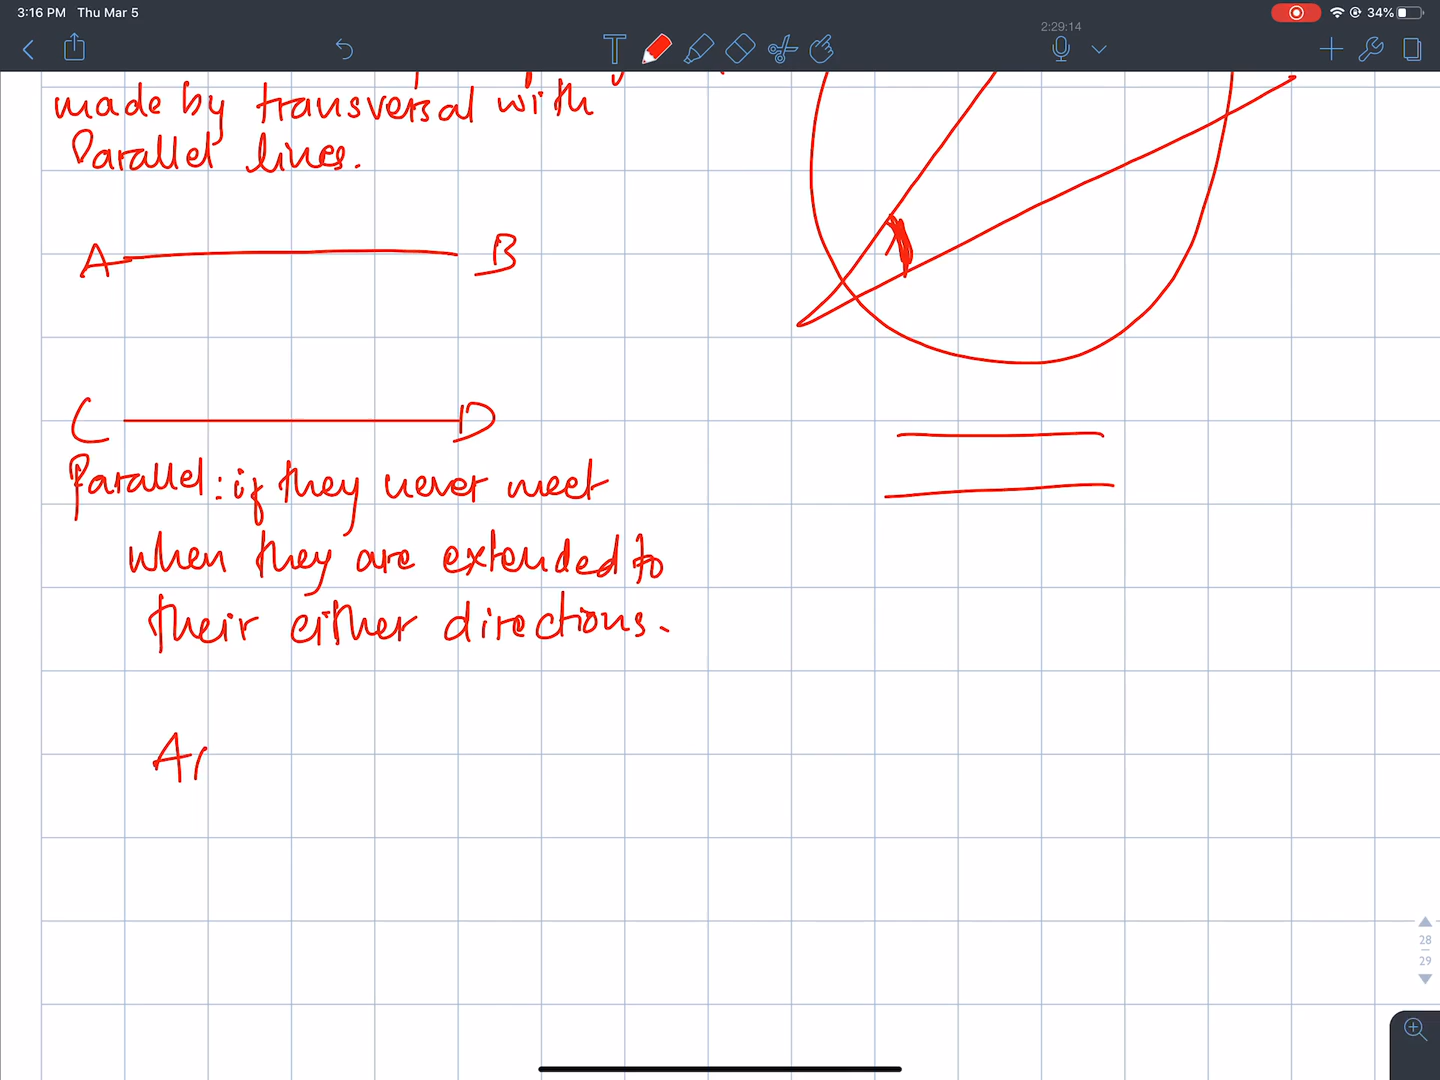 3:16 PM Thu Mar 5
34%
2:29:14
made by transversal with
Parallel lines.
A B
C D
Parallel: if they never meet
when they are extended to
their either directions.
A
28
29